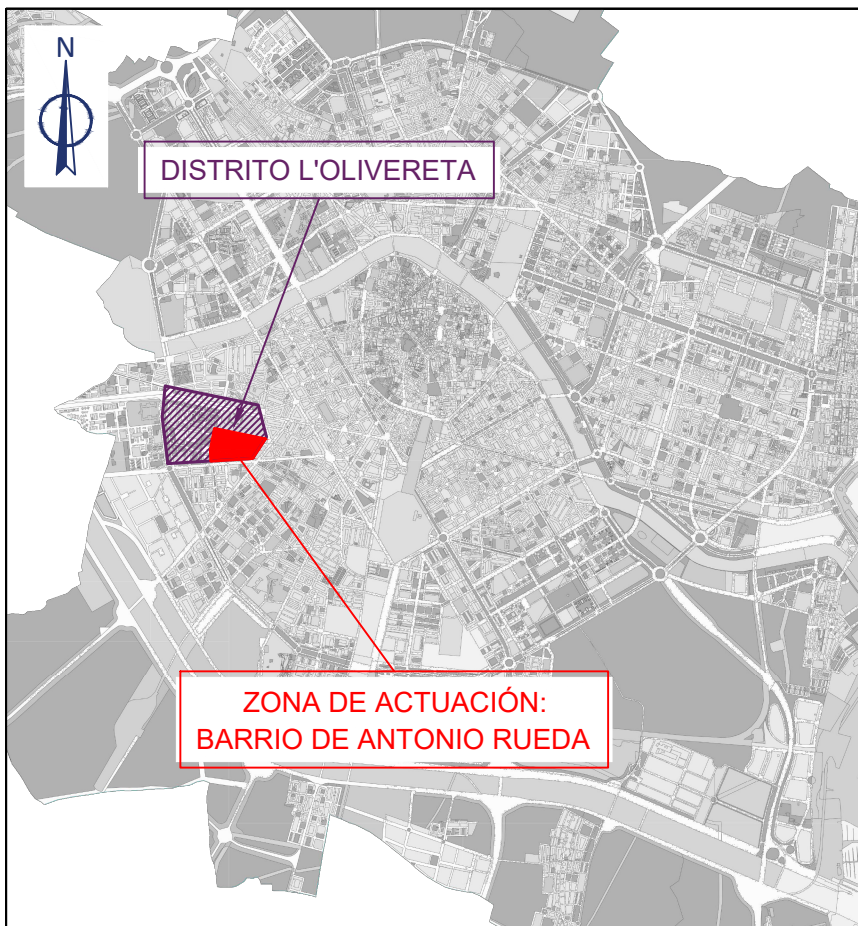 N
DISTRITO L'OLIVERETA
ZONA DE ACTUACIÓN:
BARRIO DE ANTONIO RUEDA